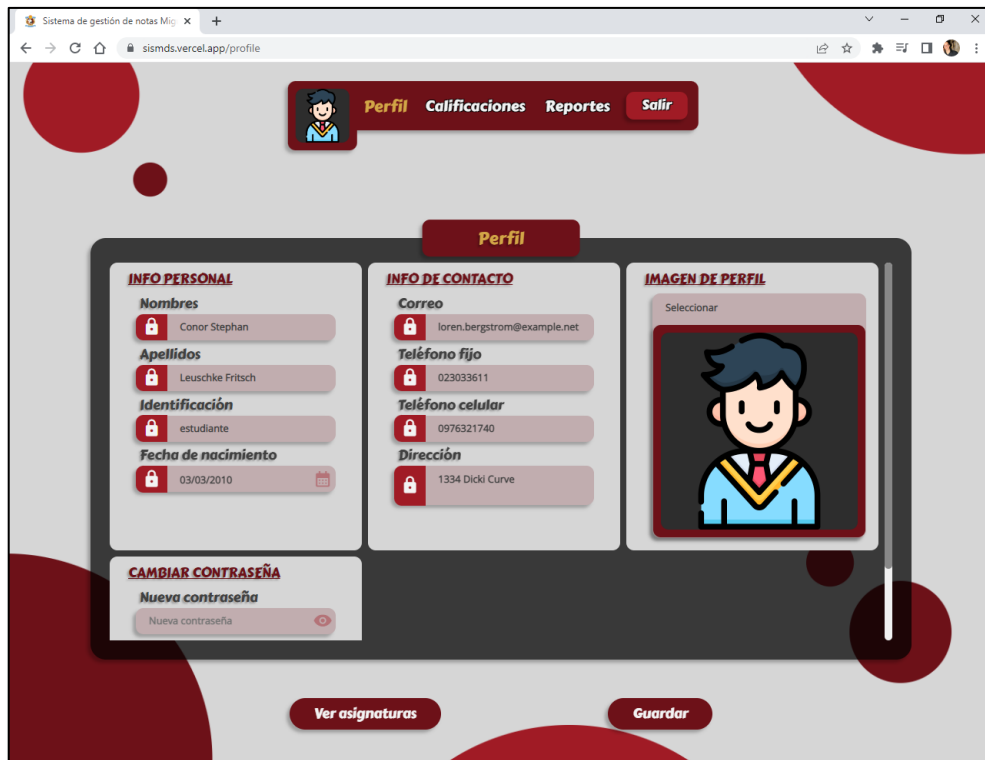 Sistema de gestión de notas Mig
sismds.vercel.app/profile
Perfil Calificaciones Reportes Salir
Perfil
INFO PERSONAL
Nombres
Conor Stephan
Apellidos
Leuschke Fritsch
Identificación
estudiante
Fecha de nacimiento
03/03/2010
INFO DE CONTACTO
Correo
loren.bergstrom@example.net
Teléfono fijo
023033611
Teléfono celular
0976321740
Dirección
1334 Dicki Curve
IMAGEN DE PERFIL
Seleccionar
CAMBIAR CONTRASEÑA
Nueva contraseña
Nueva contraseña
Ver asignaturas
Guardar